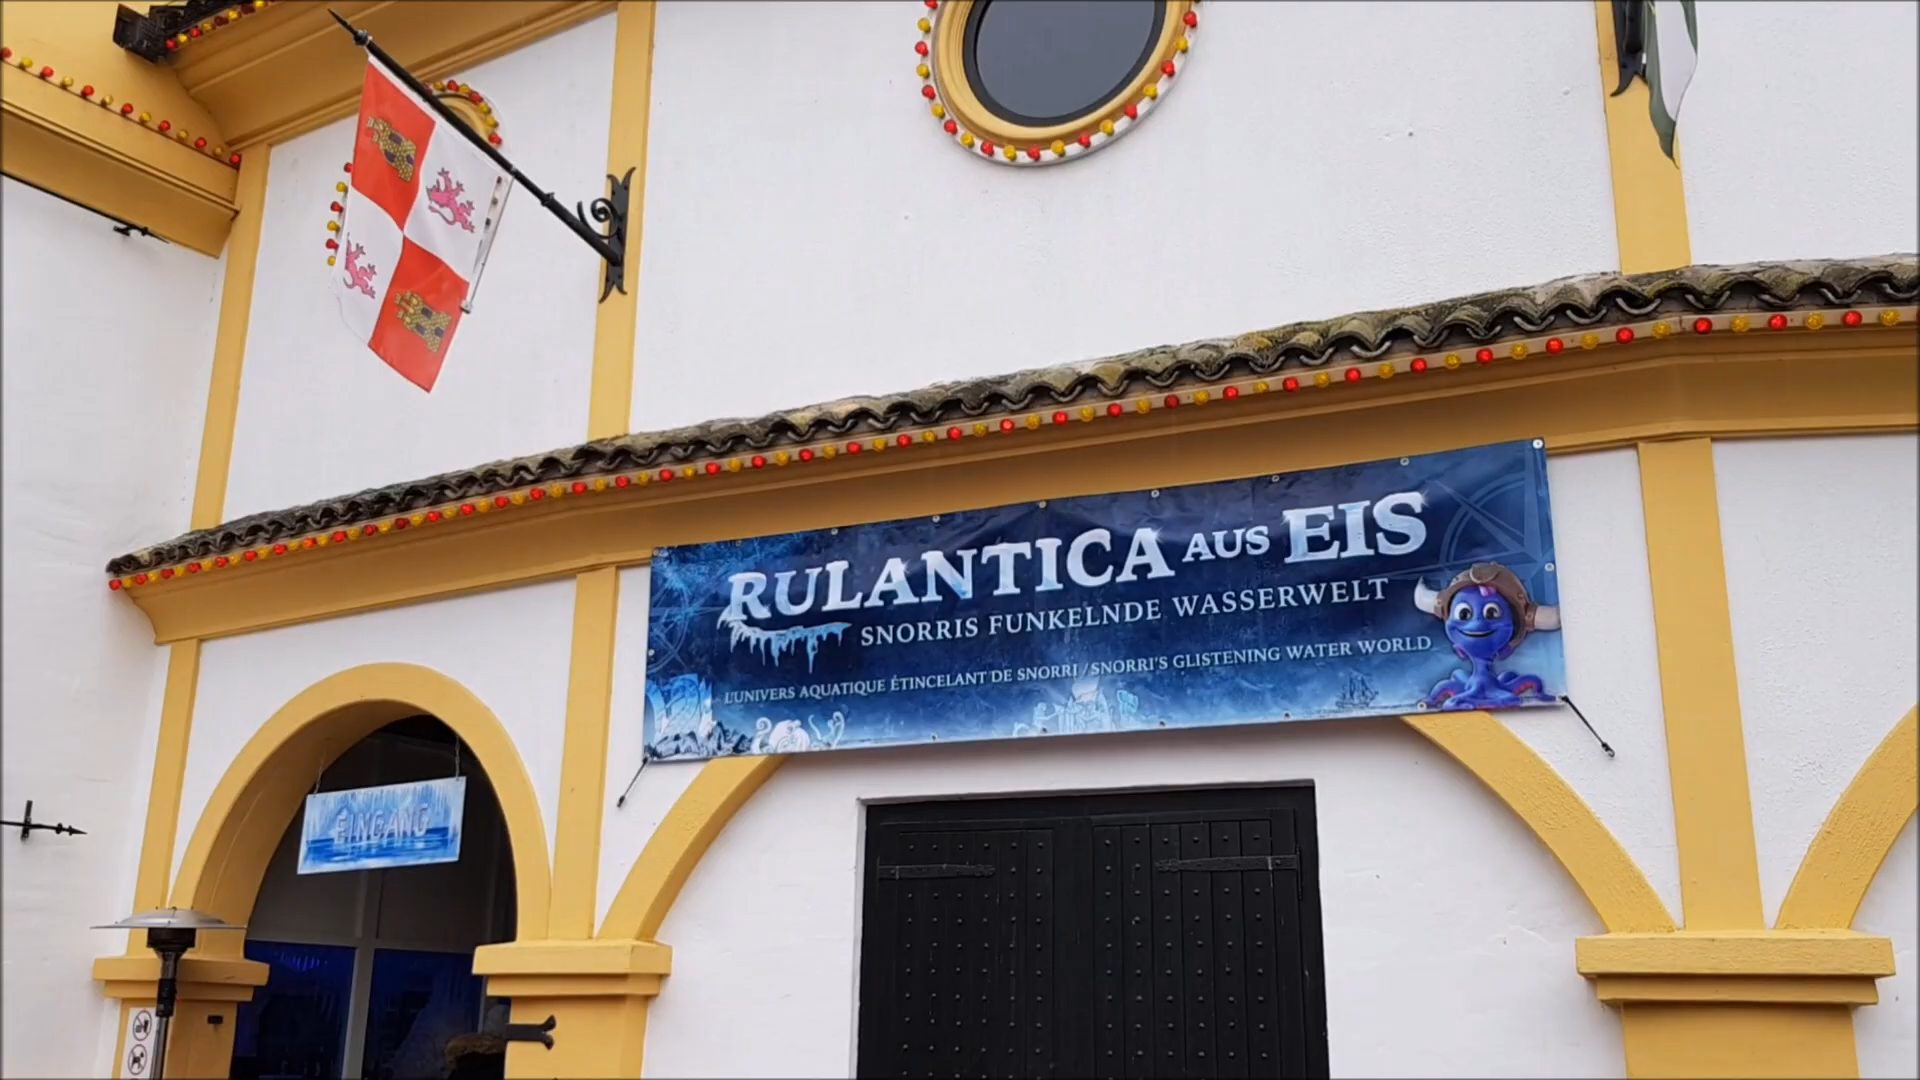 RULANTICA AUS EIS
SNORRIS FUNKELNDE WASSERWELT
L'UNIVERS AQUATIQUE ÉTINCELANT DE SNORRI / SNORRI'S GLISTENING WATER WORLD
EINGANG